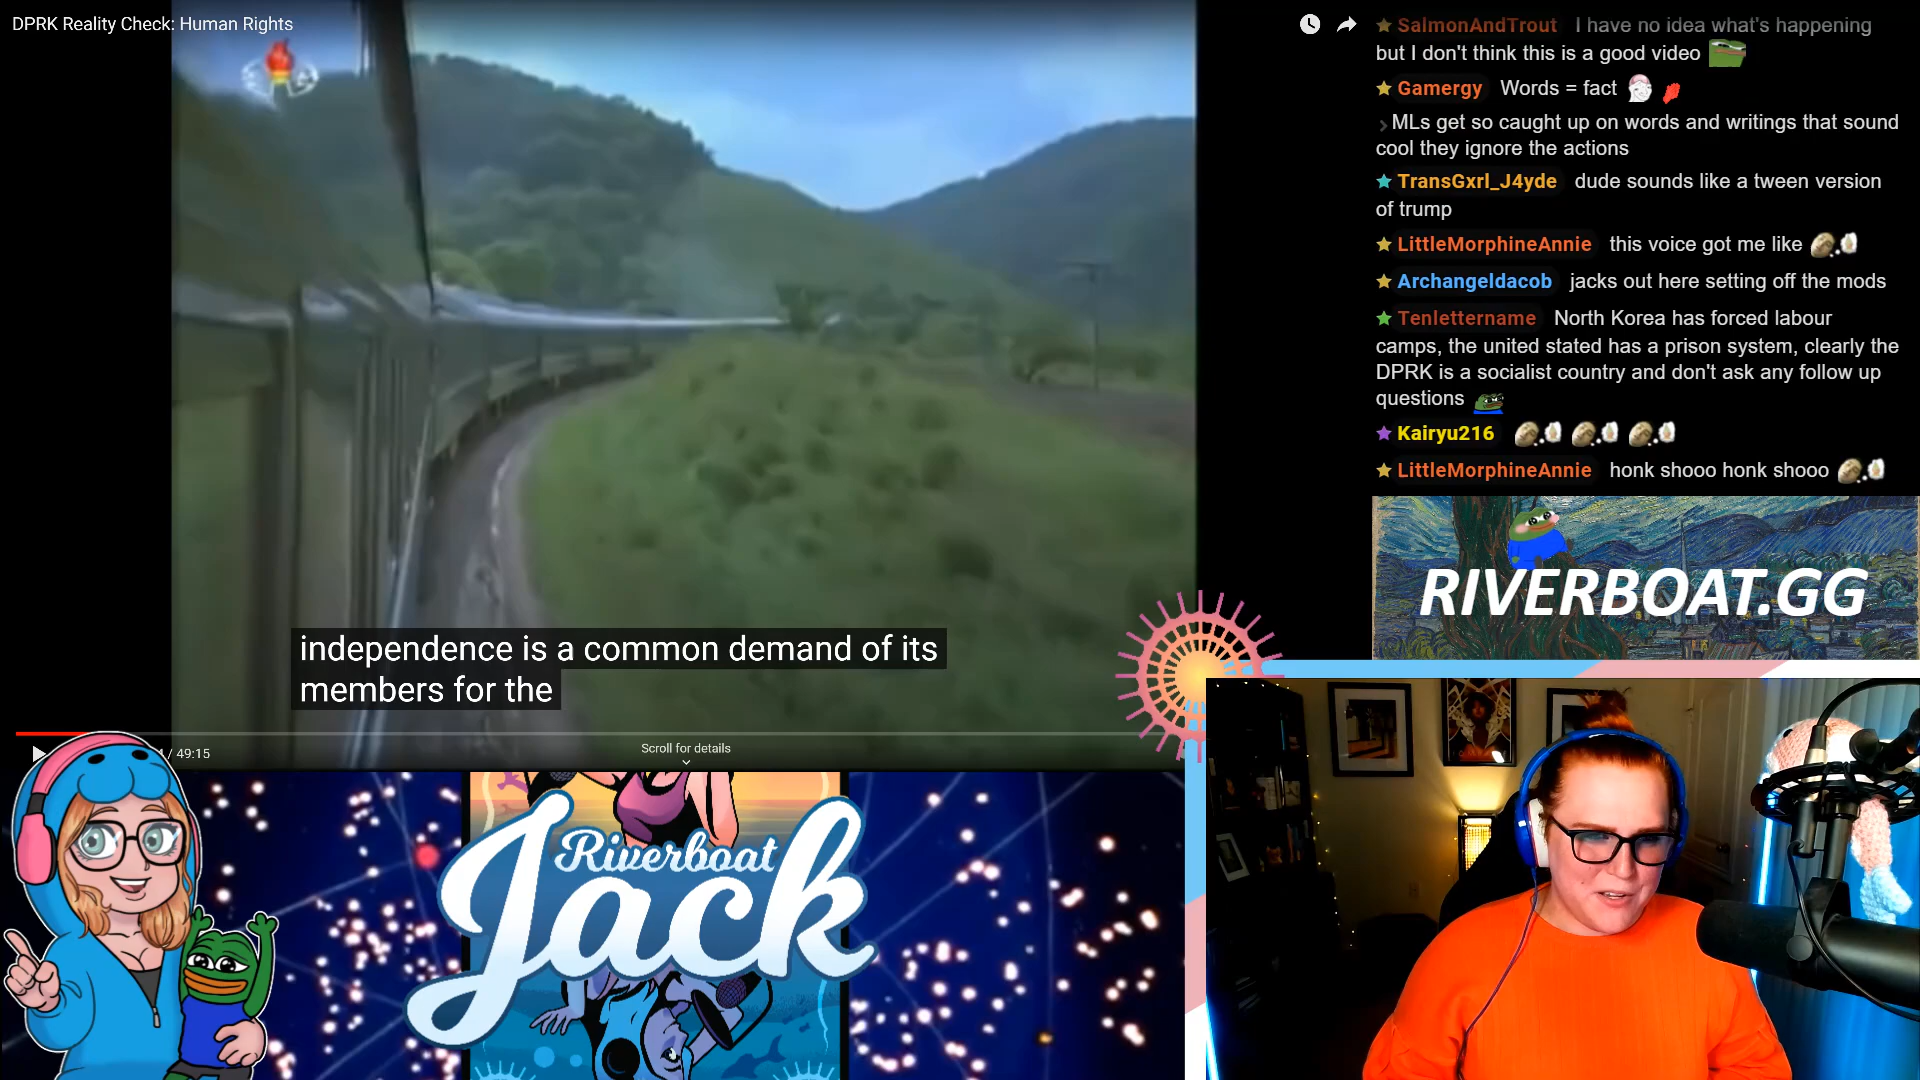 DPRK Reality Check: Human Rights
SalmonAndTrout I have no idea what's happening
but I don't think this is a good video
Gamergy Words = fact
MLs get so caught up on words and writings that sound
cool they ignore the actions
TransGxrl_J4yde dude sounds like a tween version
of trump
LittleMorphineAnnie this voice got me like
Archangeldacob jacks out here setting off the mods
Tenlettername North Korea has forced labour
camps, the united stated has a prison system, clearly the
DPRK is a socialist country and don't ask any follow up
questions
Kairyu216
LittleMorphineAnnie honk shooo honk shooo
RIVERBOAT.GG
independence is a common demand of its
members for the
/ 49:15
Scroll for details
Riverboat
Jack